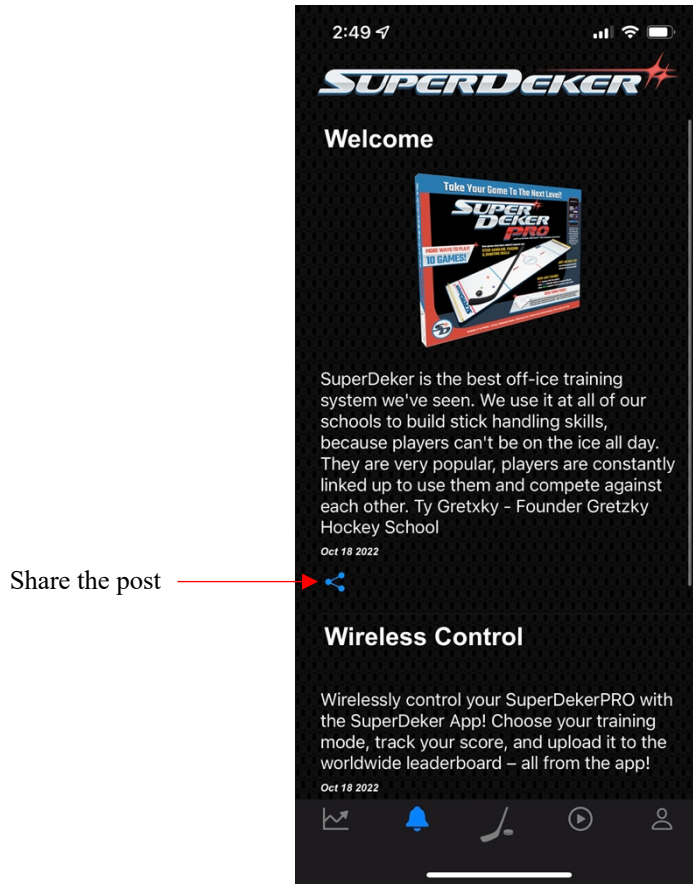 2:49
SUPERDEKER
Welcome
Take Your Game To The Next Level!
SUPER
DEKER
PRO
MORE WAYS TO PLAY!
10 GAMES!
SuperDeker is the best off-ice training
system we've seen. We use it at all of our
schools to build stick handling skills,
because players can't be on the ice all day.
They are very popular, players are constantly
linked up to use them and compete against
each other. Ty Gretxky - Founder Gretzky
Hockey School
Oct 18 2022
Share the post
Wireless Control
Wirelessly control your SuperDekerPRO with
the SuperDeker App! Choose your training
mode, track your score, and upload it to the
worldwide leaderboard – all from the app!
Oct 18 2022